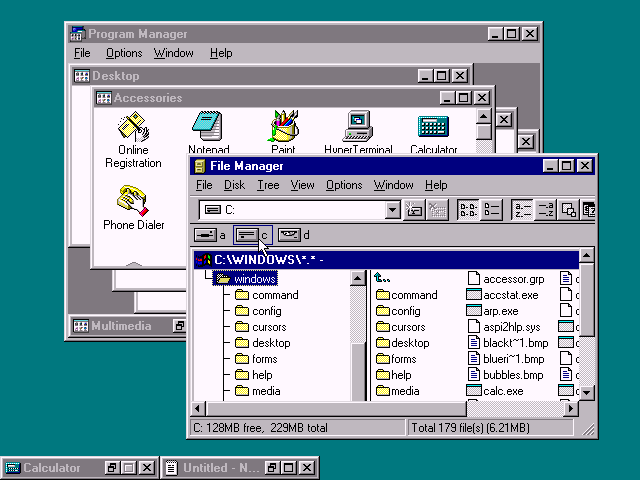 Program Manager
File Options Window Help
Desktop
Accessories
Online Registration
Notepad
Paint
HyperTerminal
Calculator
Phone Dialer
Multimedia
File Manager
File Disk Tree View Options Window Help
C:
a c d
C:\WINDOWS\*.* -
windows
command
config
cursors
desktop
forms
help
media
command
config
cursors
desktop
forms
help
media
accessor.grp
accstat.exe
arp.exe
aspi2hlp.sys
blackt~1.bmp
blueri~1.bmp
bubbles.bmp
calc.exe
C: 128MB free, 229MB total
Total 179 file(s) (6.21MB)
Calculator
Untitled - N...